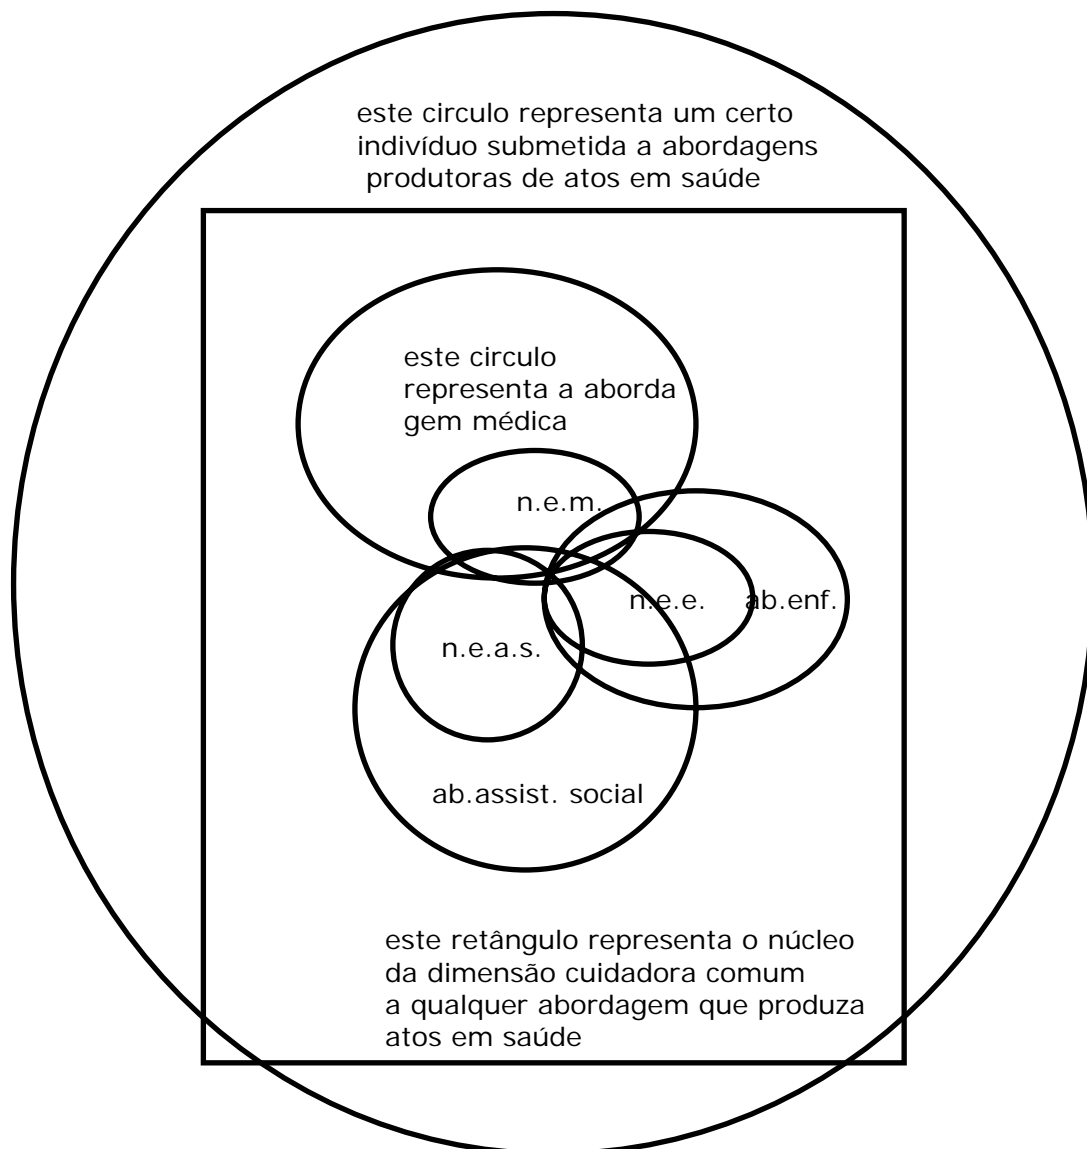 este circulo representa um certo
indivíduo submetida a abordagens
produtoras de atos em saúde
este circulo
representa a aborda
gem médica
n.e.m.
n.e.e.
ab.enf.
n.e.a.s.
ab.assist. social
este retângulo representa o núcleo
da dimensão cuidadora comum
a qualquer abordagem que produza
atos em saúde